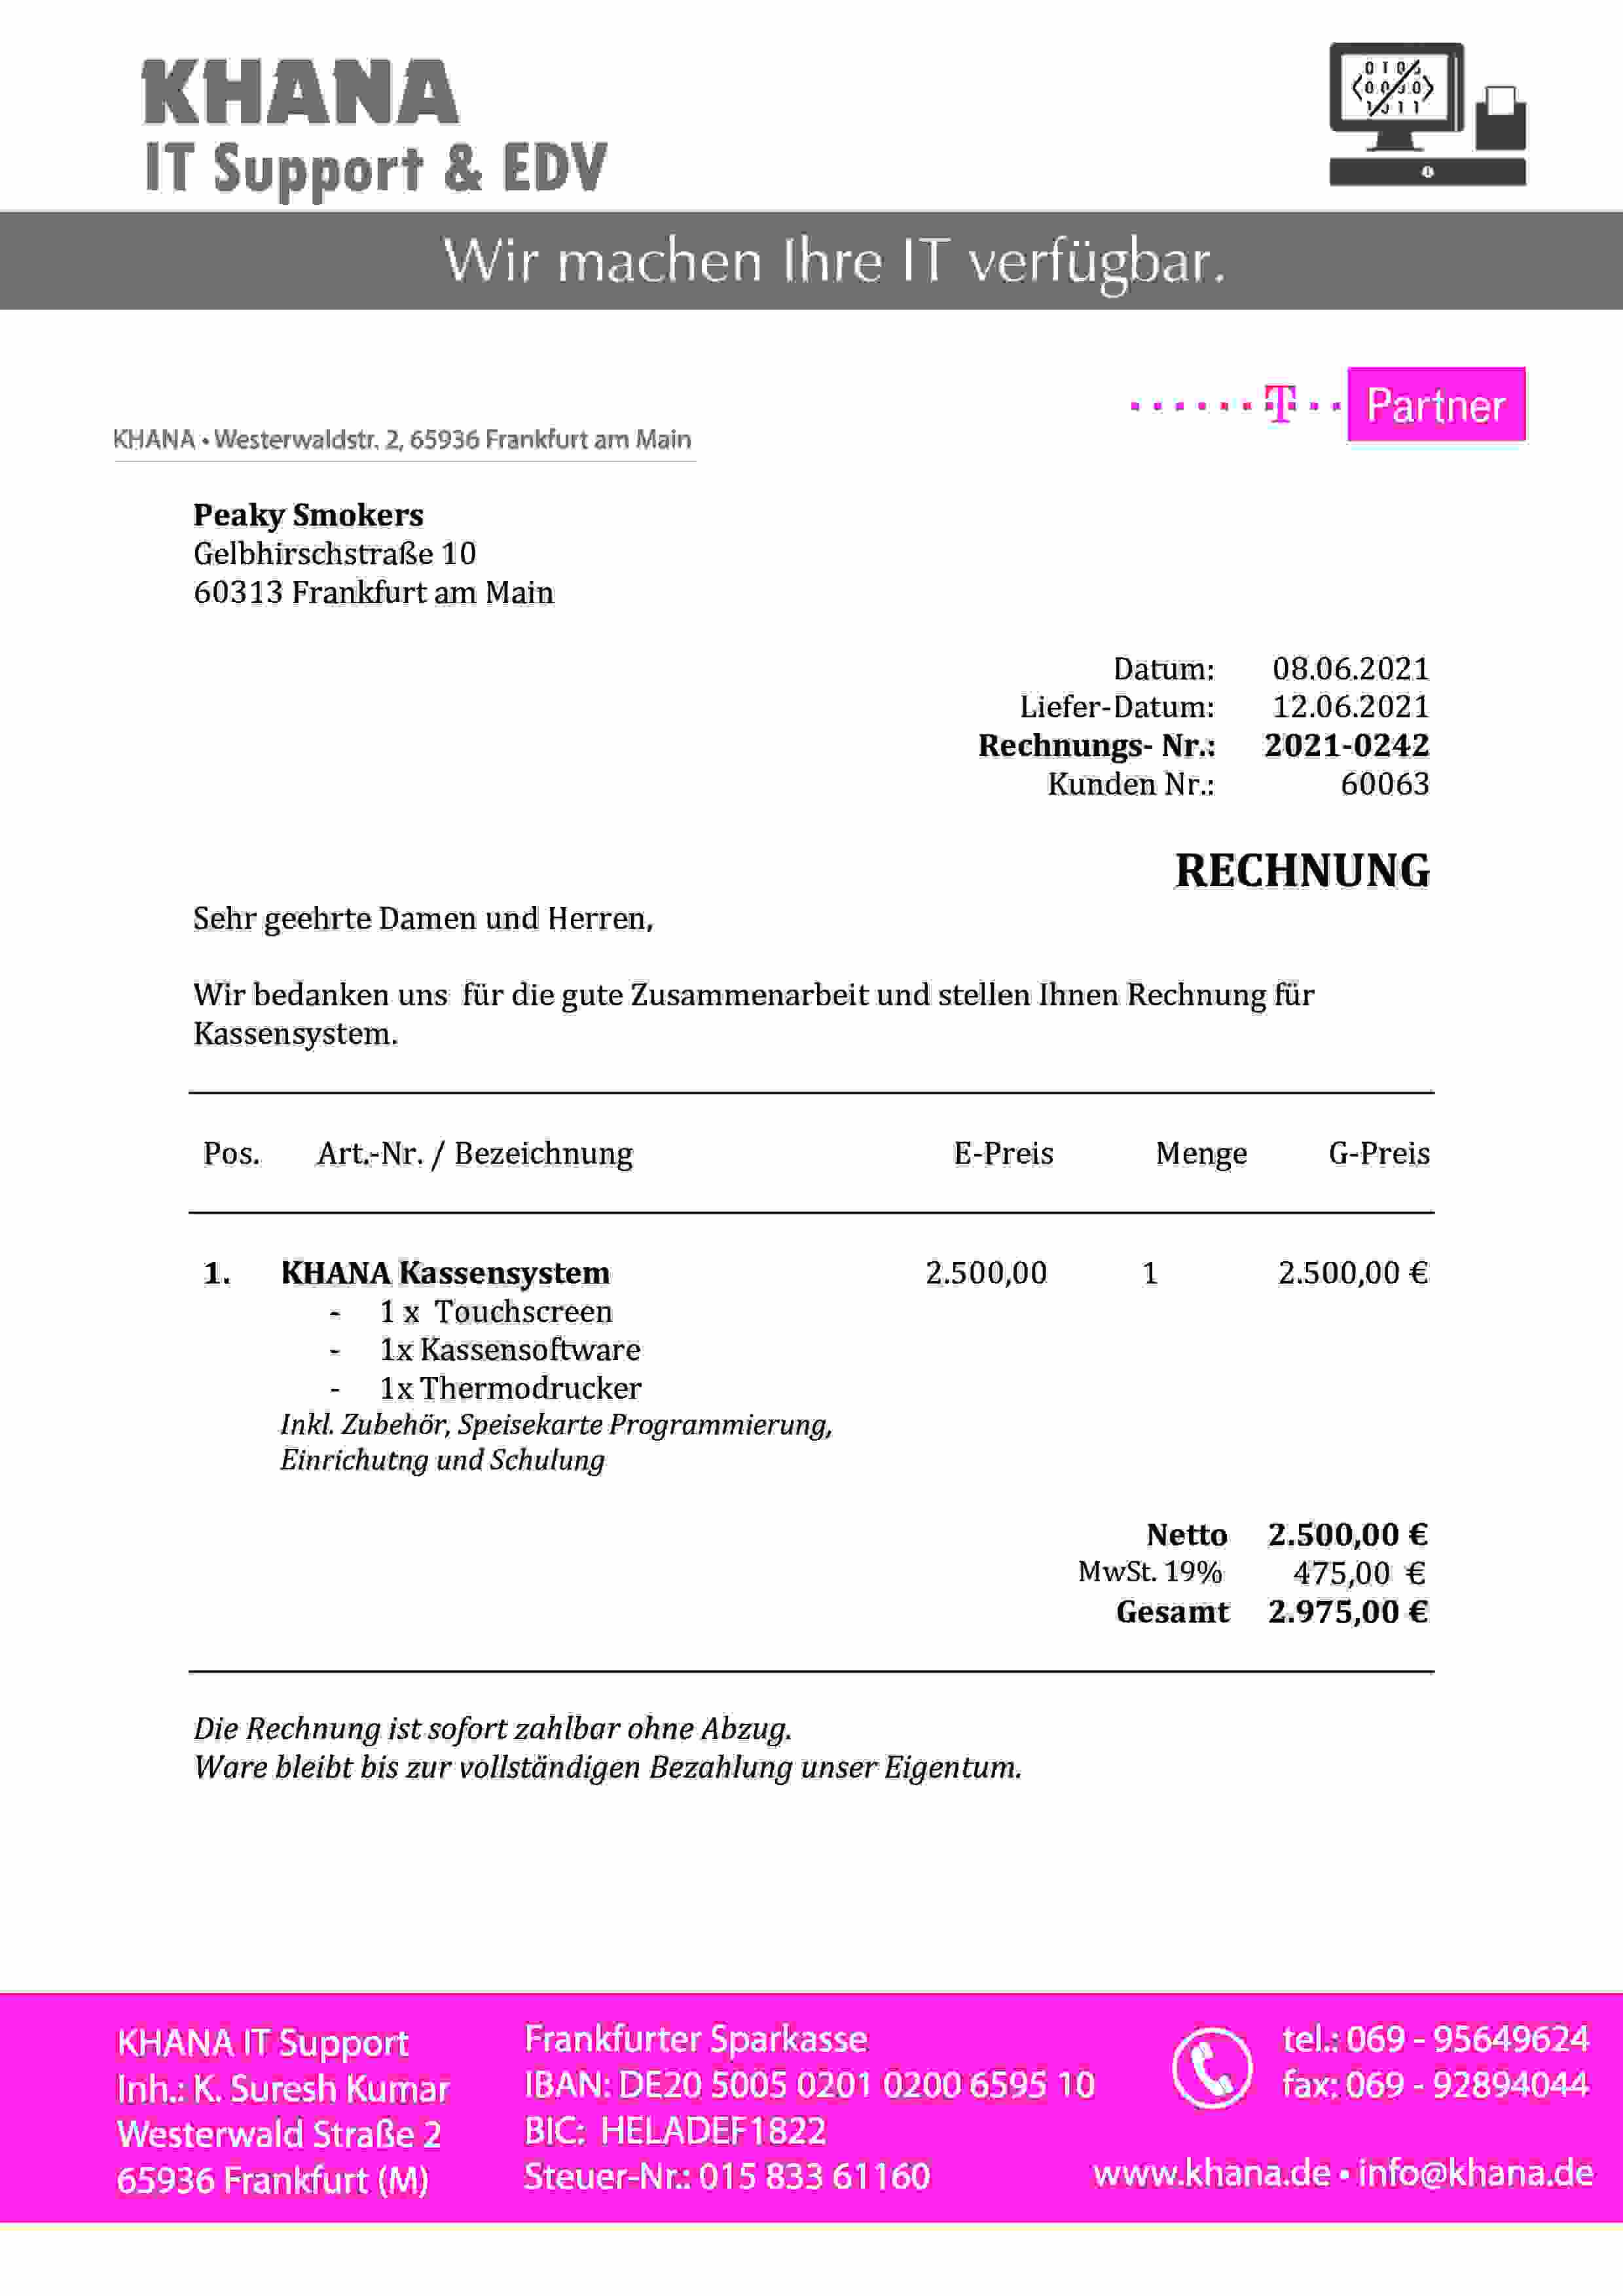 KHANA
IT Support & EDV
Wir machen Ihre IT verfügbar.
T Partner
KHANA • Westerwaldstr. 2, 65936 Frankfurt am Main
Peaky Smokers
Gelbhirschstraße 10
60313 Frankfurt am Main
Datum: 08.06.2021
Liefer-Datum: 12.06.2021
Rechnungs- Nr.: 2021-0242
Kunden Nr.: 60063
RECHNUNG
Sehr geehrte Damen und Herren,
Wir bedanken uns für die gute Zusammenarbeit und stellen Ihnen Rechnung für
Kassensystem.
Pos. Art.-Nr. / Bezeichnung E-Preis Menge G-Preis
1. KHANA Kassensystem 2.500,00 1 2.500,00 €
- 1 x Touchscreen
- 1x Kassensoftware
- 1x Thermodrucker
Inkl. Zubehör, Speisekarte Programmierung,
Einrichutng und Schulung
Netto 2.500,00 €
MwSt. 19% 475,00 €
Gesamt 2.975,00 €
Die Rechnung ist sofort zahlbar ohne Abzug.
Ware bleibt bis zur vollständigen Bezahlung unser Eigentum.
KHANA IT Support
Inh.: K. Suresh Kumar
Westerwald Straße 2
65936 Frankfurt (M)
Frankfurter Sparkasse
IBAN: DE20 5005 0201 0200 6595 10
BIC: HELADEF1822
Steuer-Nr.: 015 833 61160
tel.: 069 - 95649624
fax: 069 - 92894044
www.khana.de • info@khana.de